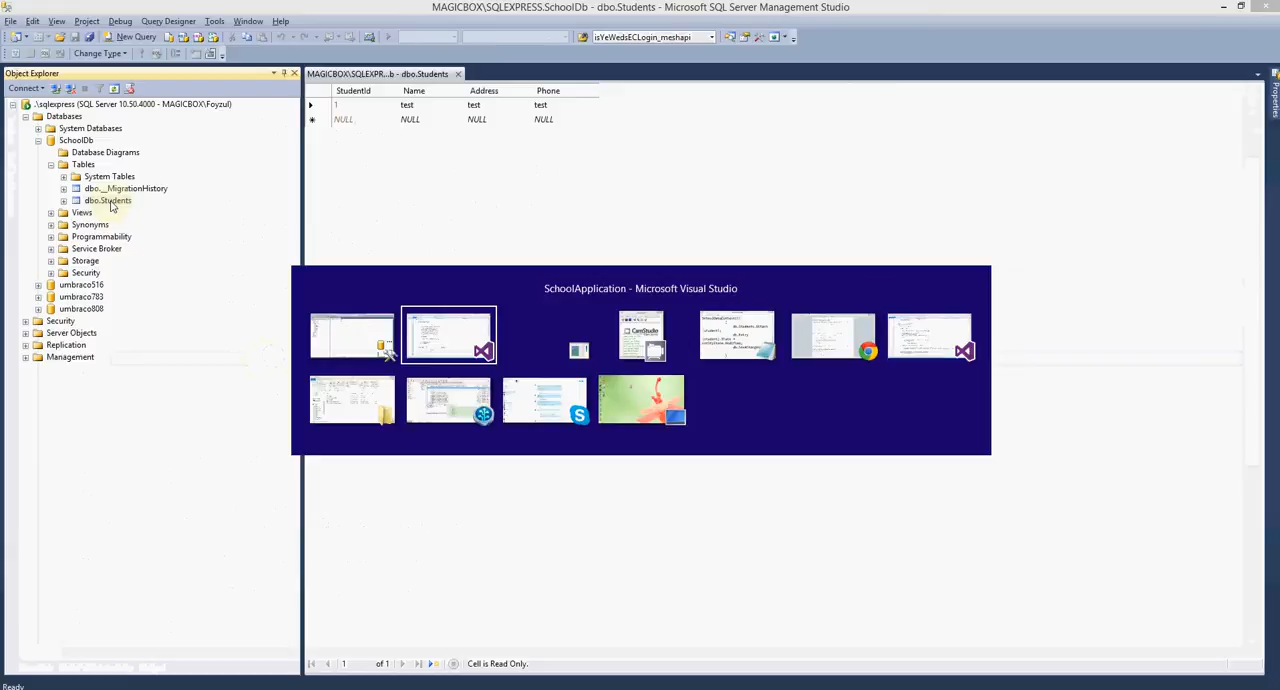 MAGICBOX\SQLEXPRESS.SchoolDb - dbo.Students - Microsoft SQL Server Management Studio
File Edit View Project Debug Query Designer Tools Window Help
New Query isYeWedsECLogin_meshapi
Change Type
Object Explorer
Connect
.\sqlexpress (SQL Server 10.50.4000 - MAGICBOX\Foyzul)
Databases
System Databases
SchoolDb
Database Diagrams
Tables
System Tables
dbo.__MigrationHistory
dbo.Students
Views
Synonyms
Programmability
Service Broker
Storage
Security
umbraco516
umbraco783
umbraco808
Security
Server Objects
Replication
Management
MAGICBOX\SQLEXPR...b - dbo.Students
StudentId Name Address Phone
1 test test test
NULL NULL NULL NULL
SchoolApplication - Microsoft Visual Studio
CamStudio
1 of 1 Cell is Read Only.
Properties
Ready